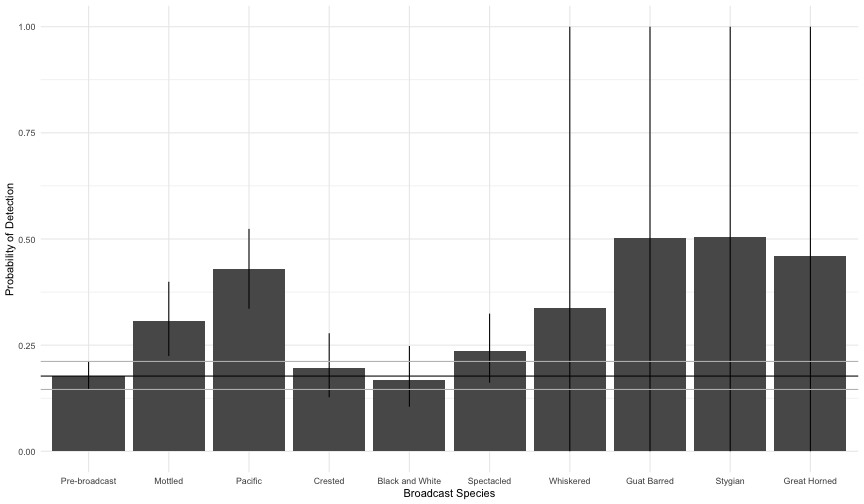 1.00
0.75
0.50
0.25
0.00
Probability of Detection
Pre-broadcast Mottled Pacific Crested Black and White Spectacled Whiskered Guat Barred Stygian Great Horned
Broadcast Species